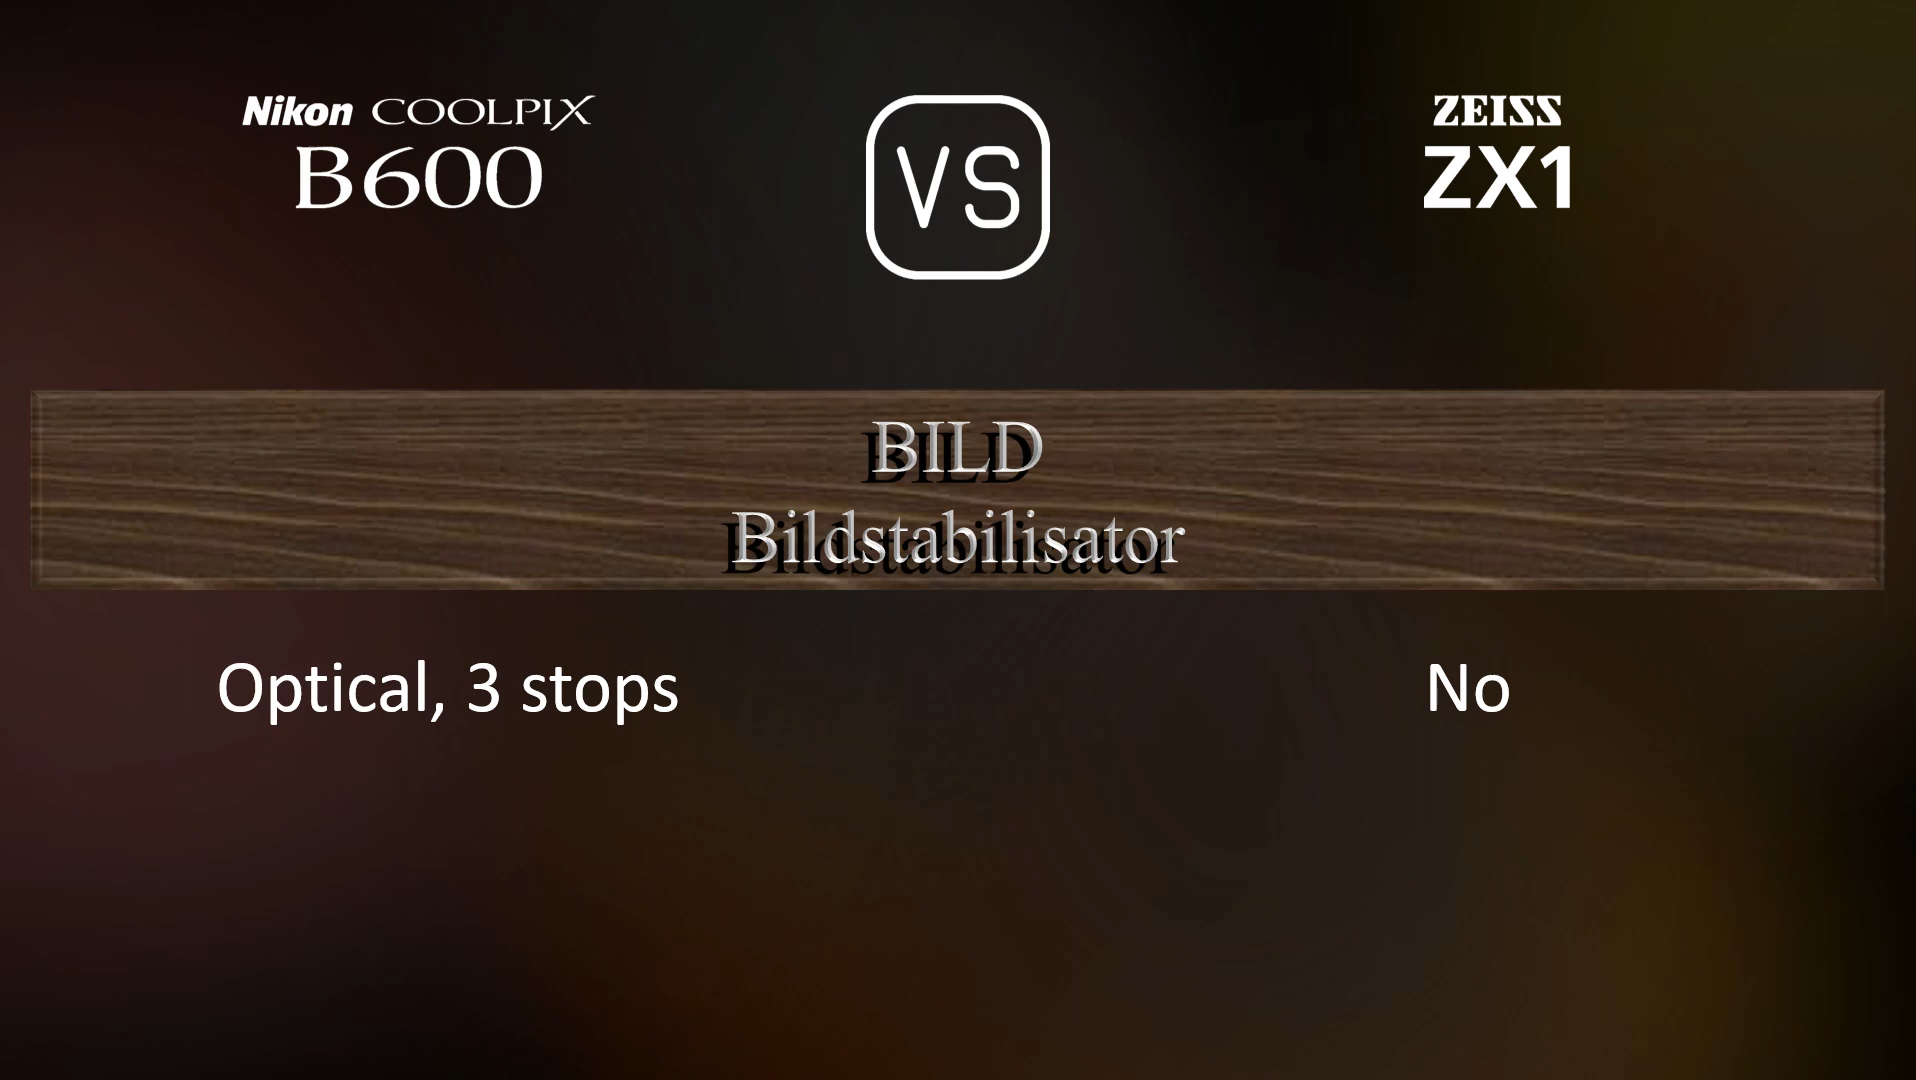 Nikon COOLPIX
B600
VS
ZEISS
ZX1
BILD
Bildstabilisator
Optical, 3 stops
No